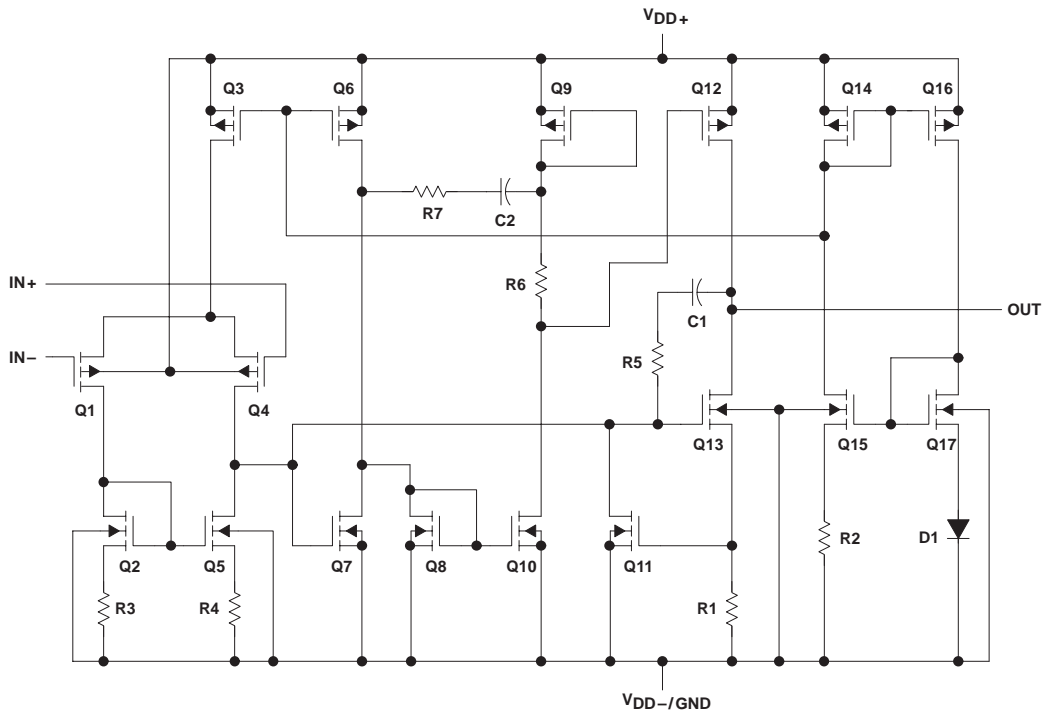 VDD+
Q3
Q6
Q9
Q12
Q14
Q16
R7
C2
IN+
R6
C1
OUT
IN−
R5
Q1
Q4
Q13
Q15
Q17
Q2
Q5
Q7
Q8
Q10
Q11
R2
D1
R3
R4
R1
VDD−/GND